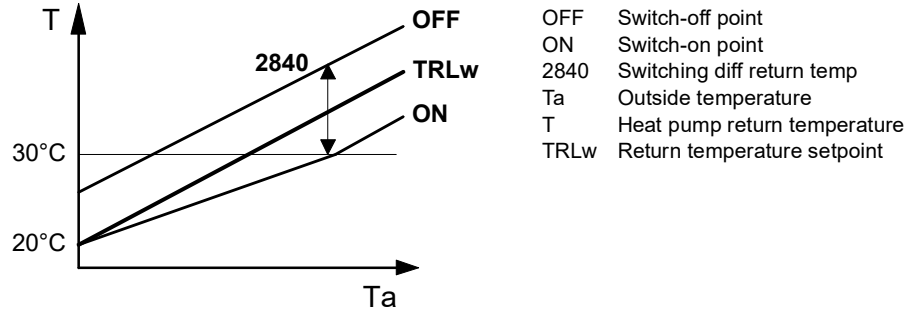 T
OFF
2840
TRLw
ON
30°C
20°C
Ta
OFF Switch-off point
ON Switch-on point
2840 Switching diff return temp
Ta Outside temperature
T Heat pump return temperature
TRLw Return temperature setpoint